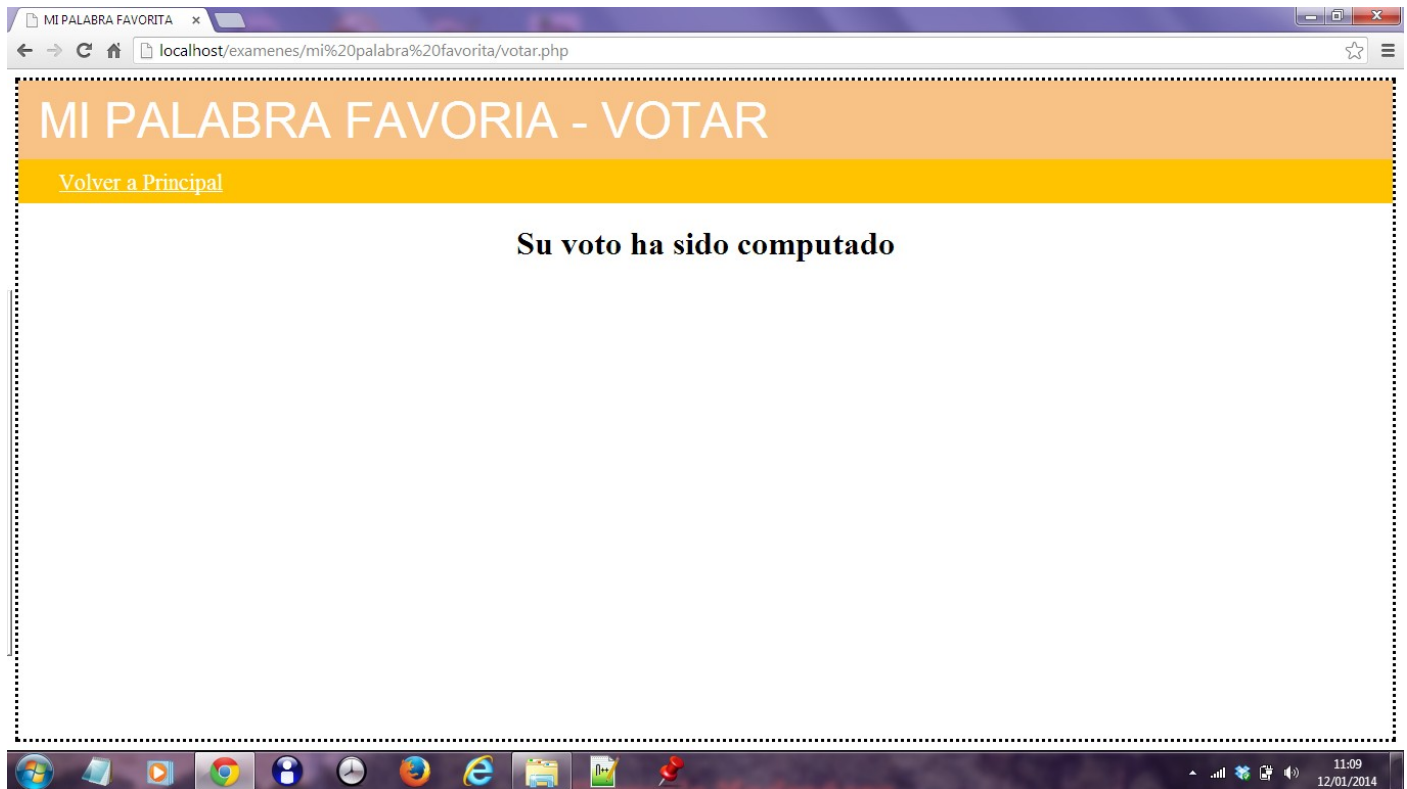 MI PALABRA FAVORITA
localhost/examenes/mi%20palabra%20favorita/votar.php
MI PALABRA FAVORIA - VOTAR
Volver a Principal
Su voto ha sido computado
11:09
12/01/2014